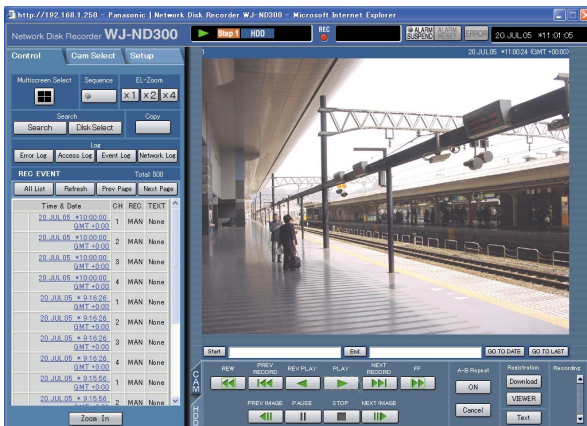 http://192.168.1.250 - Panasonic | Network Disk Recorder WJ-ND300 - Microsoft Internet Explorer
Network Disk Recorder WJ-ND300
Step 1 HDD
REC
ALARM SUSPEND
ALARM RESET
ERROR
20.JUL.05 *11:01:05
Control Cam Select Setup
1
20.JUL.05 *11:00:24 (GMT +00:00)
Multiscreen Select Sequence EL-Zoom
x1 x2 x4
Search Copy
Search Disk Select
Log
Error Log Access Log Event Log Network Log
REC EVENT Total: 500
All List Refresh Prev Page Next Page
Time & Date CH REC TEXT
20.JUL.05 *10:00:00 GMT +0:00 1 MAN None
20.JUL.05 *10:00:00 GMT +0:00 2 MAN None
20.JUL.05 *10:00:00 GMT +0:00 3 MAN None
20.JUL.05 *10:00:00 GMT +0:00 4 MAN None
20.JUL.05 * 9:16:26 GMT +0:00 1 MAN None
20.JUL.05 * 9:16:26 GMT +0:00 2 MAN None
20.JUL.05 * 9:16:26 GMT +0:00 3 MAN None
20.JUL.05 * 9:16:26 GMT +0:00 4 MAN None
20.JUL.05 * 9:15:56 GMT +0:00 1 MAN None
20.JUL.05 * 9:15:56 2 MAN None
Zoom In
Start End GO TO DATE GO TO LAST
CAM
HDD
REW PREV RECORD REV.PLAY PLAY NEXT RECORD FF
PREV IMAGE PAUSE STOP NEXT IMAGE
A-B Repeat
ON
Cancel
Registration
Download
VIEWER
Text
Recording